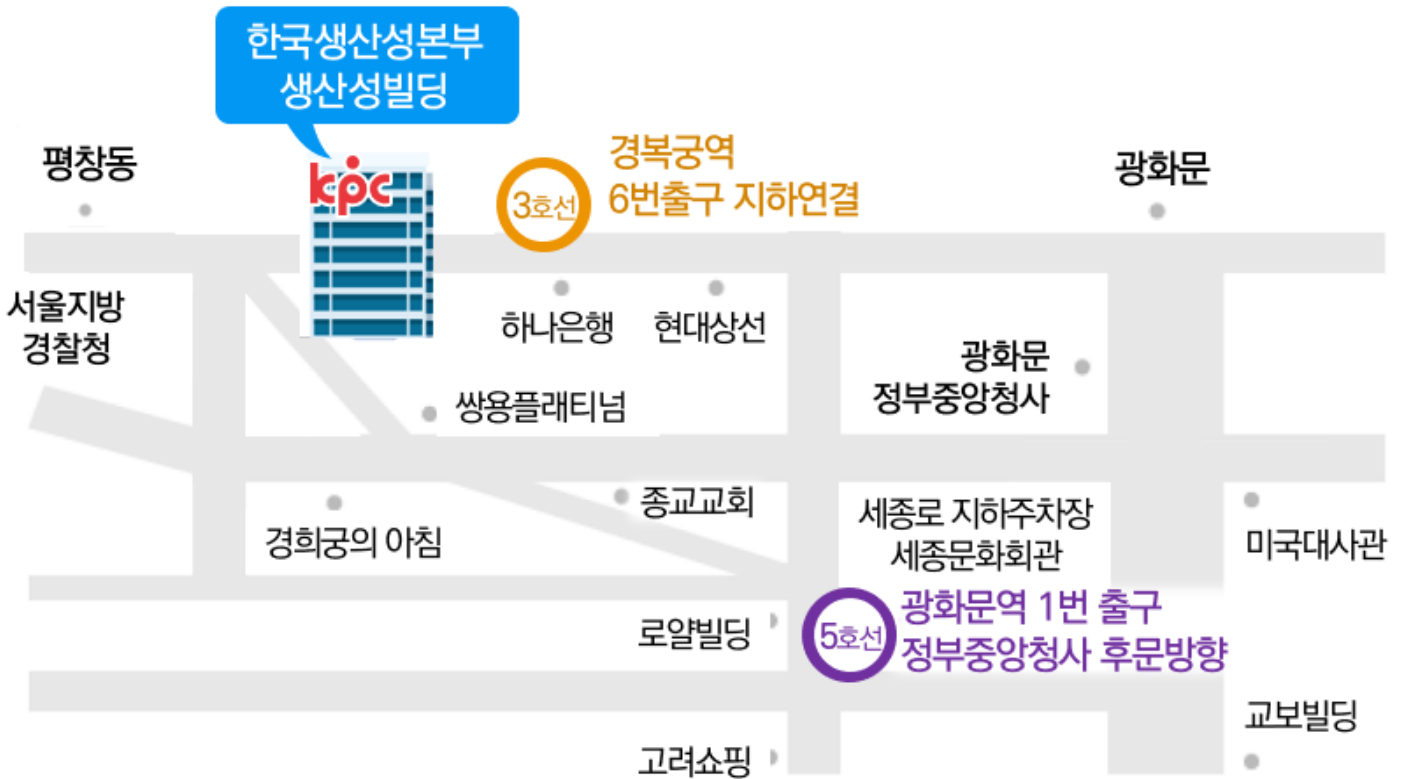 한국생산성본부
생산성빌딩
평창동
kpc
3호선
경복궁역
6번출구 지하연결
광화문
서울지방
경찰청
하나은행
현대상선
광화문
정부중앙청사
쌍용플래티넘
종교교회
경희궁의 아침
세종로 지하주차장
세종문화회관
미국대사관
로얄빌딩
5호선
광화문역 1번 출구
정부중앙청사 후문방향
교보빌딩
고려쇼핑